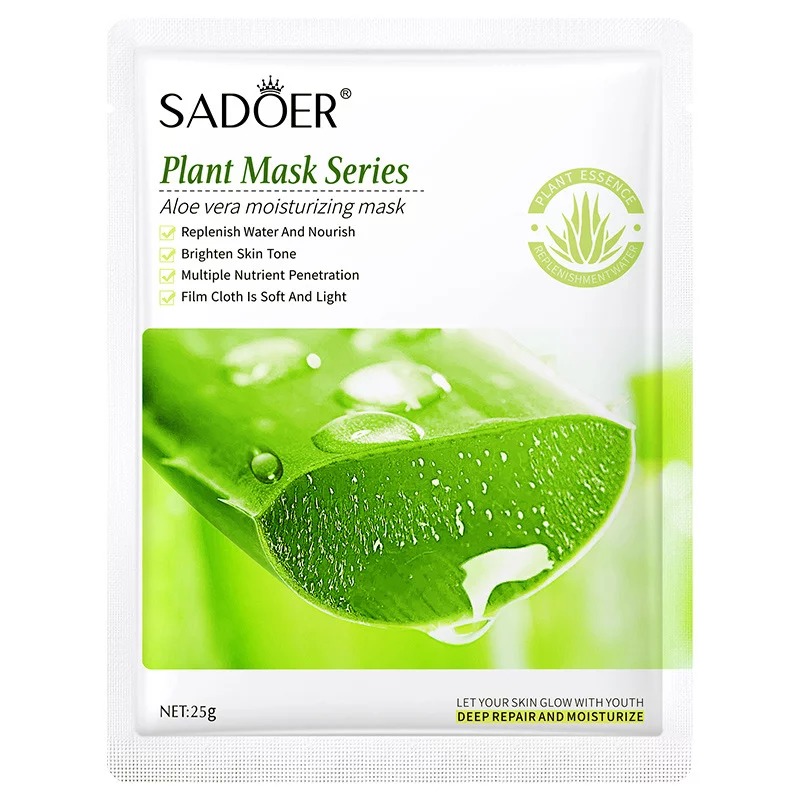 SADOER®
Plant Mask Series
Aloe vera moisturizing mask
Replenish Water And Nourish
Brighten Skin Tone
Multiple Nutrient Penetration
Film Cloth Is Soft And Light
PLANT ESSENCE
REPLENISHMENTWATER
NET:25g
LET YOUR SKIN GLOW WITH YOUTH
DEEP REPAIR AND MOISTURIZE